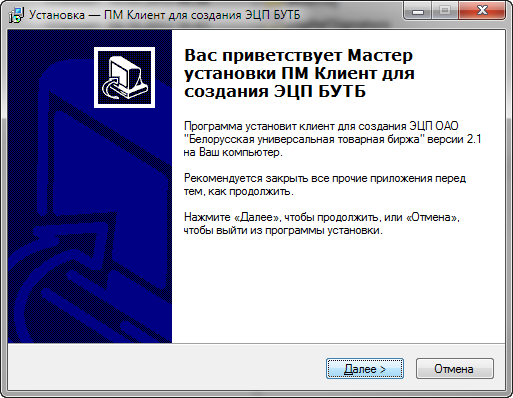 Установка — ПМ Клиент для создания ЭЦП БУТБ
Вас приветствует Мастер
установки ПМ Клиент для
создания ЭЦП БУТБ
Программа установит клиент для создания ЭЦП ОАО
"Белорусская универсальная товарная биржа" версии 2.1
на Ваш компьютер.
Рекомендуется закрыть все прочие приложения перед
тем, как продолжить.
Нажмите «Далее», чтобы продолжить, или «Отмена»,
чтобы выйти из программы установки.
Далее >
Отмена